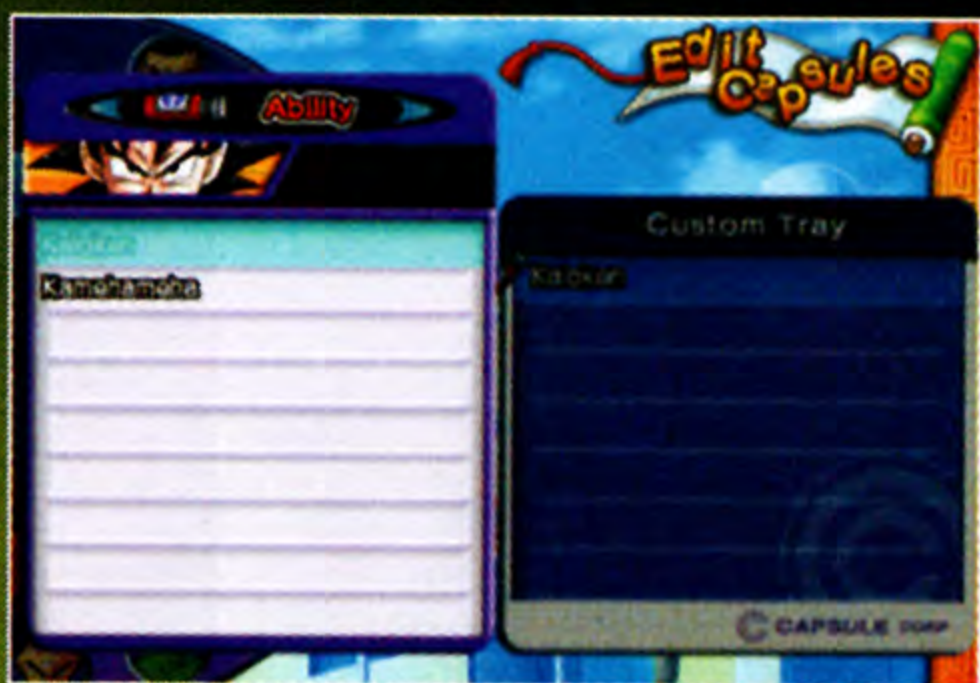 Edit Capsules
Ability
Custom Tray
Kaioken
Kamehameha
Kaioken
CAPSULE CORP